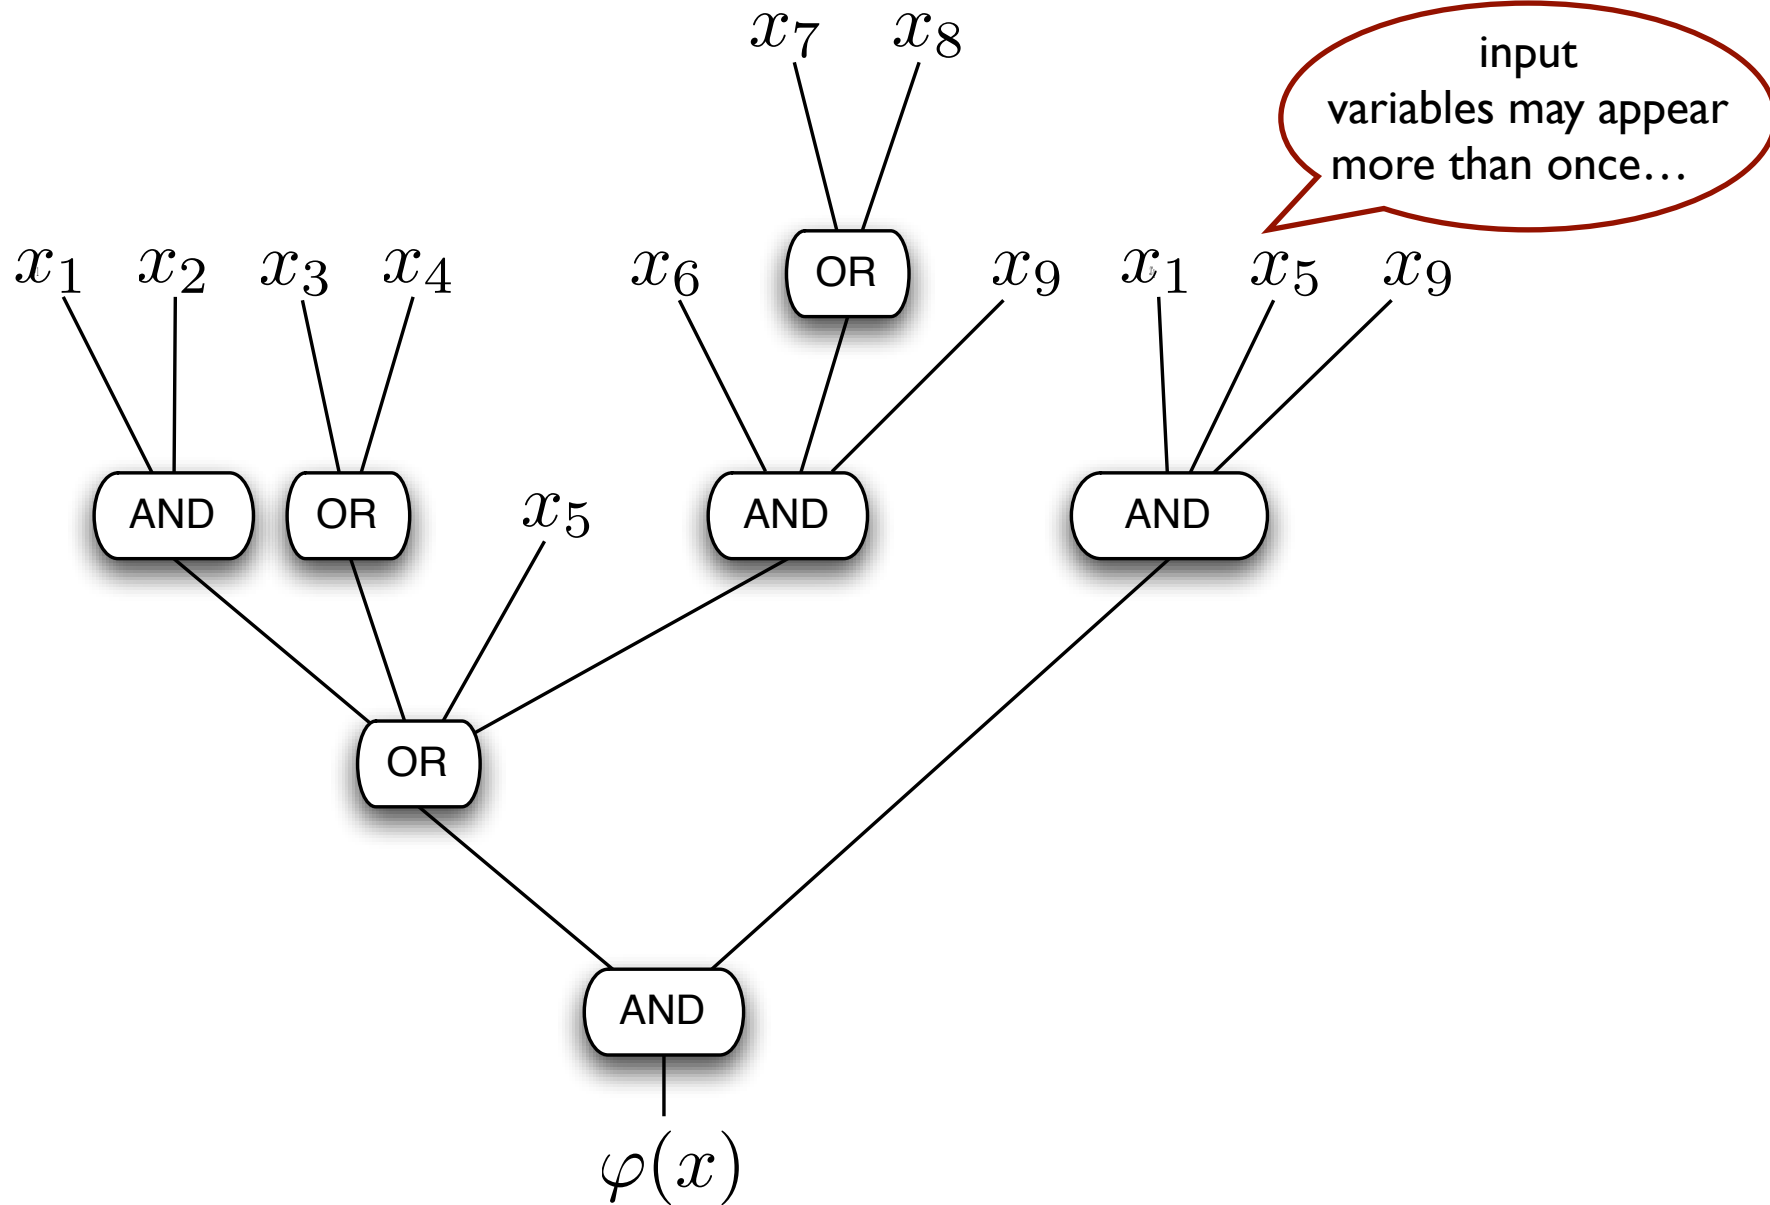 x₇ x₈
input
variables may appear
more than once…
x₁ x₂ x₃ x₄ x₆ OR x₉ x₁ x₅ x₉
AND OR x₅ AND AND
OR
AND
φ(x)